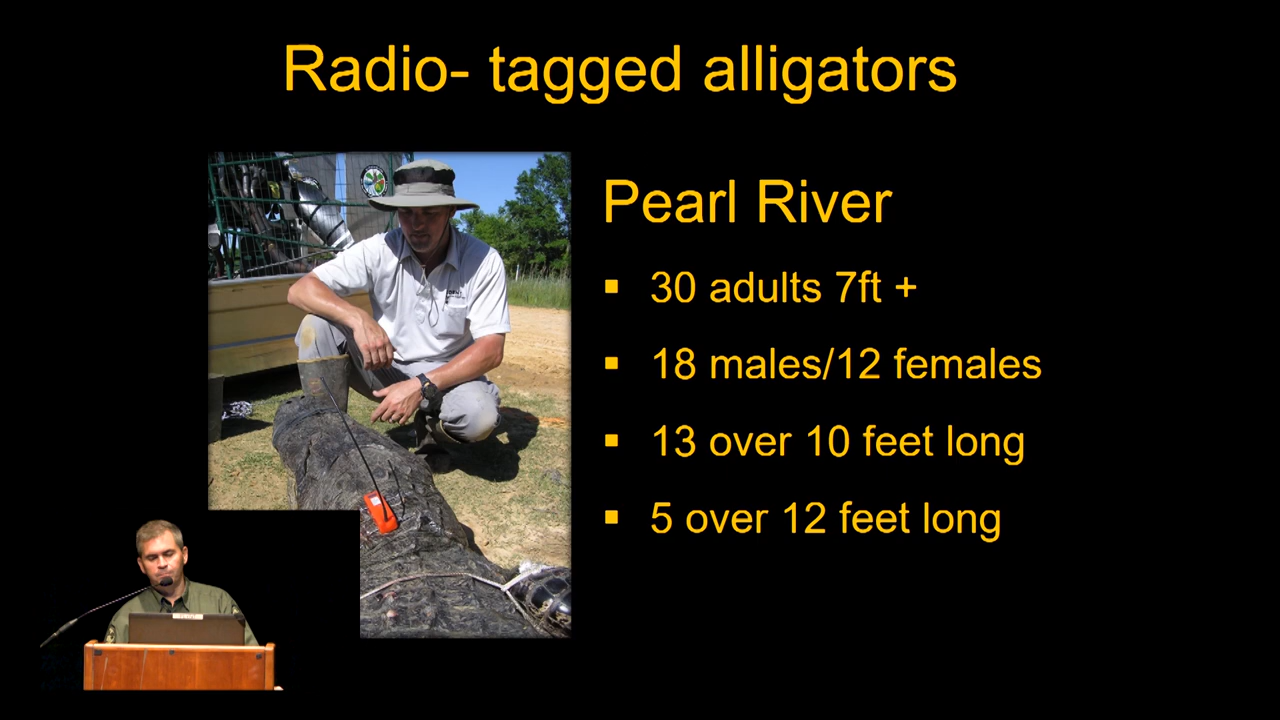 Radio- tagged alligators
Pearl River
▪ 30 adults 7ft +
▪ 18 males/12 females
▪ 13 over 10 feet long
▪ 5 over 12 feet long